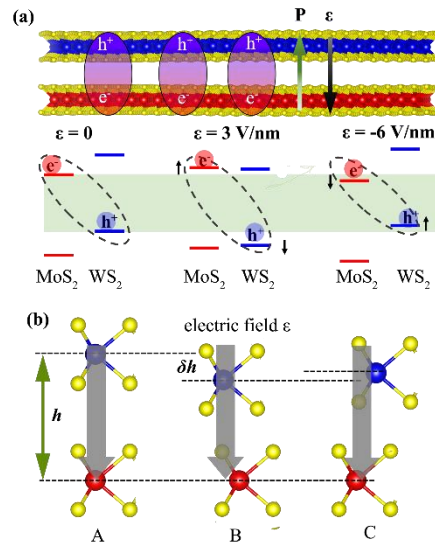 (a)
h⁺ h⁺ h⁺ P ε
e⁻ e⁻ e⁻
ε = 0 ε = 3 V/nm ε = -6 V/nm
e⁻ e⁻ e⁻
h⁺ h⁺ h⁺
MoS₂ WS₂ MoS₂ WS₂ MoS₂ WS₂
(b)
electric field ε
δh
h
A B C